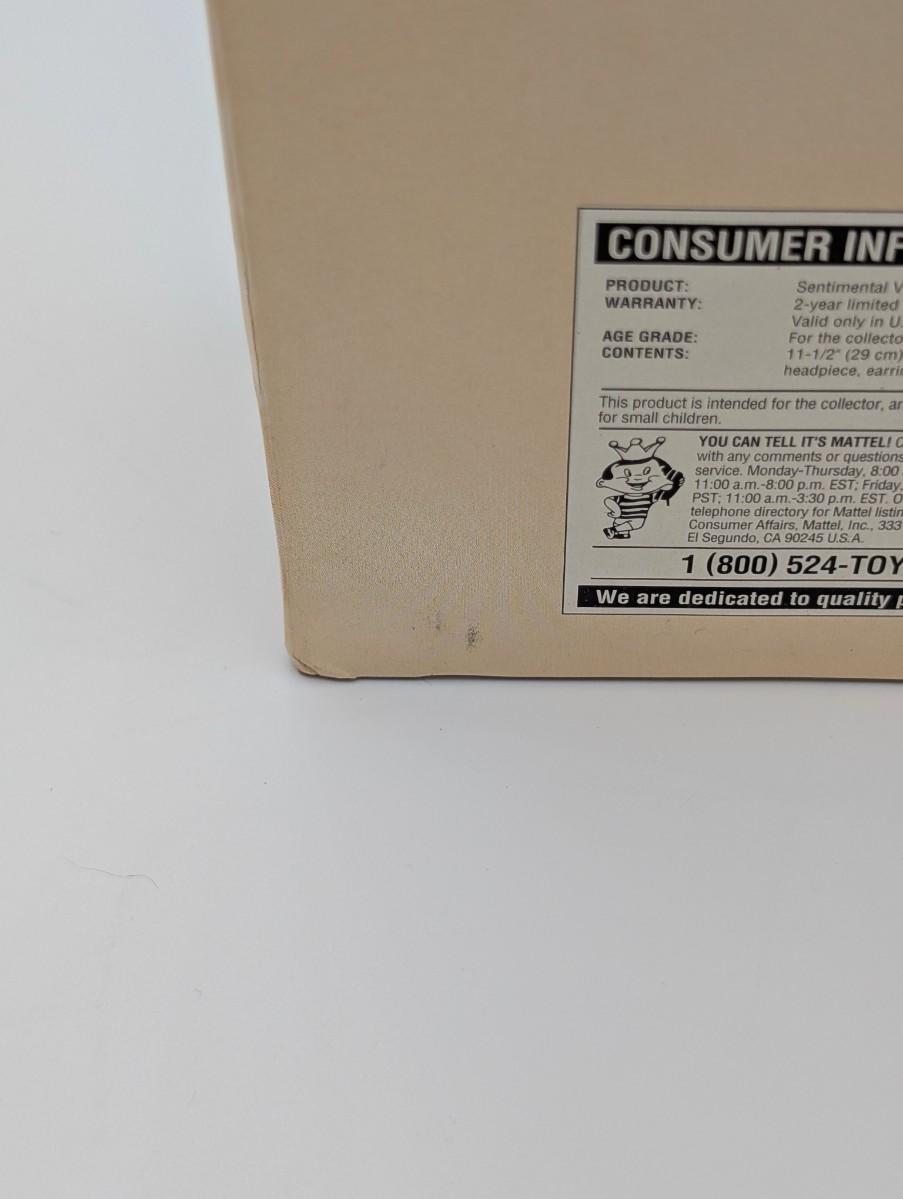 CONSUMER INF
PRODUCT: Sentimental V
WARRANTY: 2-year limited
Valid only in U.
AGE GRADE: For the collecto
CONTENTS: 11-1/2" (29 cm)
headpiece, earri
This product is intended for the collector, an
for small children.
YOU CAN TELL IT'S MATTEL! C
with any comments or questions
service. Monday-Thursday, 8:00
11:00 a.m.-8:00 p.m. EST; Friday,
PST; 11:00 a.m.-3:30 p.m. EST. O
telephone directory for Mattel listin
Consumer Affairs, Mattel, Inc., 333
El Segundo, CA 90245 U.S.A.
1 (800) 524-TOY
We are dedicated to quality p